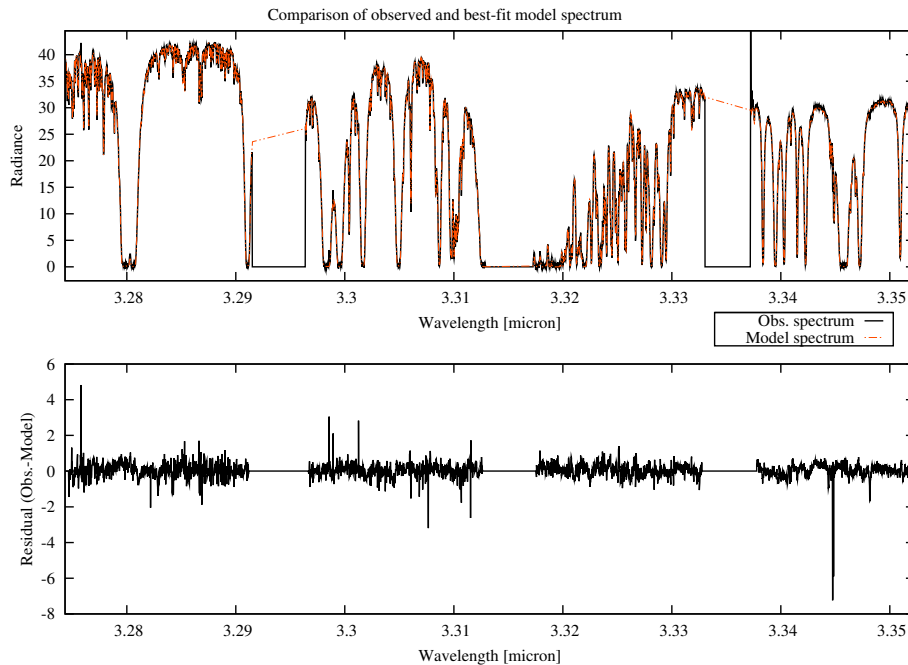 Comparison of observed and best-fit model spectrum
Radiance
40
35
30
25
20
15
10
5
0
3.28 3.29 3.3 3.31 3.32 3.33 3.34 3.35
Wavelength [micron]
Obs. spectrum
Model spectrum
Residual (Obs.-Model)
6
4
2
0
-2
-4
-6
-8
3.28 3.29 3.3 3.31 3.32 3.33 3.34 3.35
Wavelength [micron]